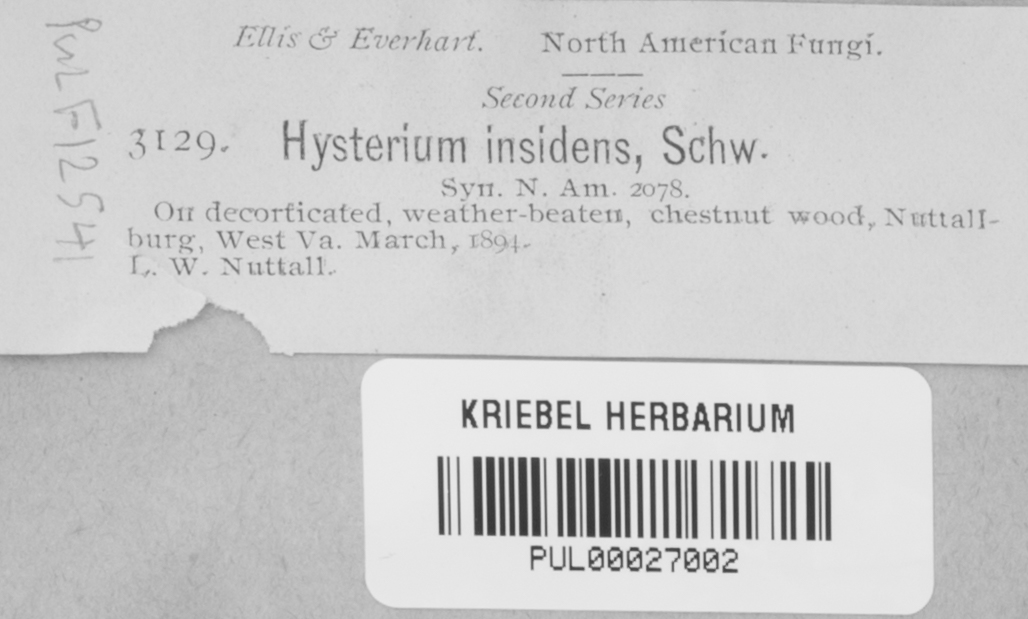 Ellis & Everhart. North American Fungi.
Second Series
3129. Hysterium insidens, Schw.
Syn. N. Am. 2078.
On decorticated, weather-beaten, chestnut wood, Nuttall-
burg, West Va. March, 1894.
L. W. Nuttall.
PUL F12541
KRIEBEL HERBARIUM
PUL00027002